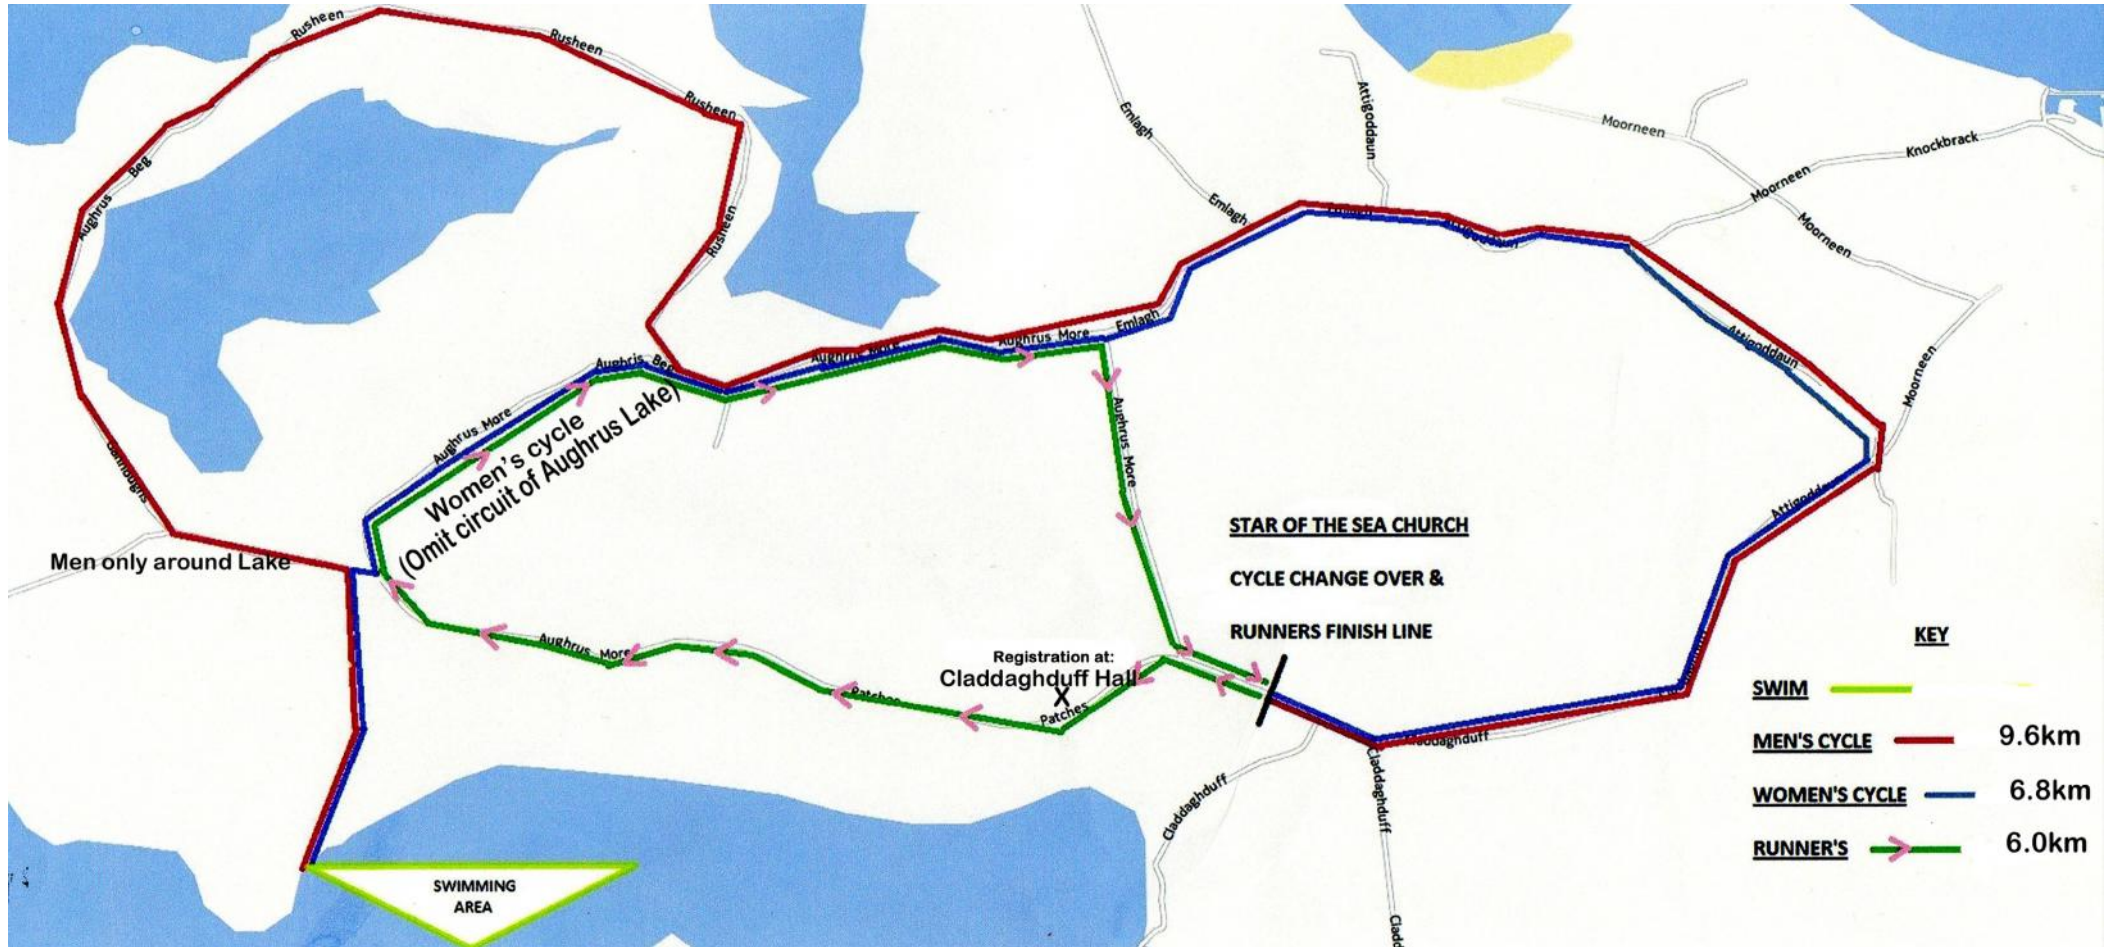 Rusheen
Rusheen
Rusheen
Rusheen
Aughrus Beg
Emlagh
Emlagh
Attigoddaun
Moorneen
Knockbrack
Moorneen
Moorneen
Moorneen
Attigoddaun
Attigoddaun
Emlagh
Aughrus More
Aughrus More
Aughris Beg
Aughrus More
Women's cycle
(Omit circuit of Aughrus Lake)
Aughrus More
Men only around Lake
STAR OF THE SEA CHURCH
CYCLE CHANGE OVER &
RUNNERS FINISH LINE
Aughrus More
Patches
Registration at:
Claddaghduff Hall
X
Patches
Claddaghduff
Claddaghduff
Claddaghduff
Cladd
SWIMMING
AREA
KEY
SWIM
MEN'S CYCLE 9.6km
WOMEN'S CYCLE 6.8km
RUNNER'S 6.0km